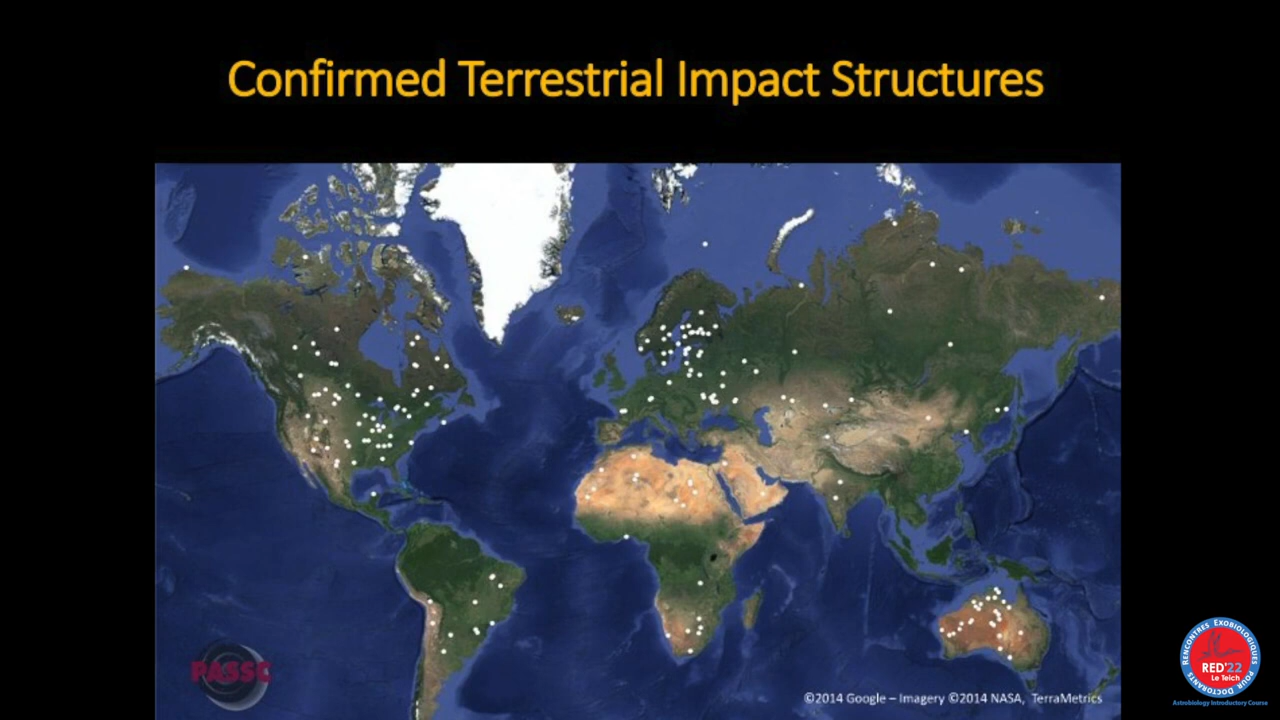 Confirmed Terrestrial Impact Structures
PASSC
©2014 Google – Imagery ©2014 NASA, TerraMetrics
RENCONTRES EXOBIOLOGIQUES POUR DOCTORANTS
RED'22
Le Teich
Astrobiology Introductory Course